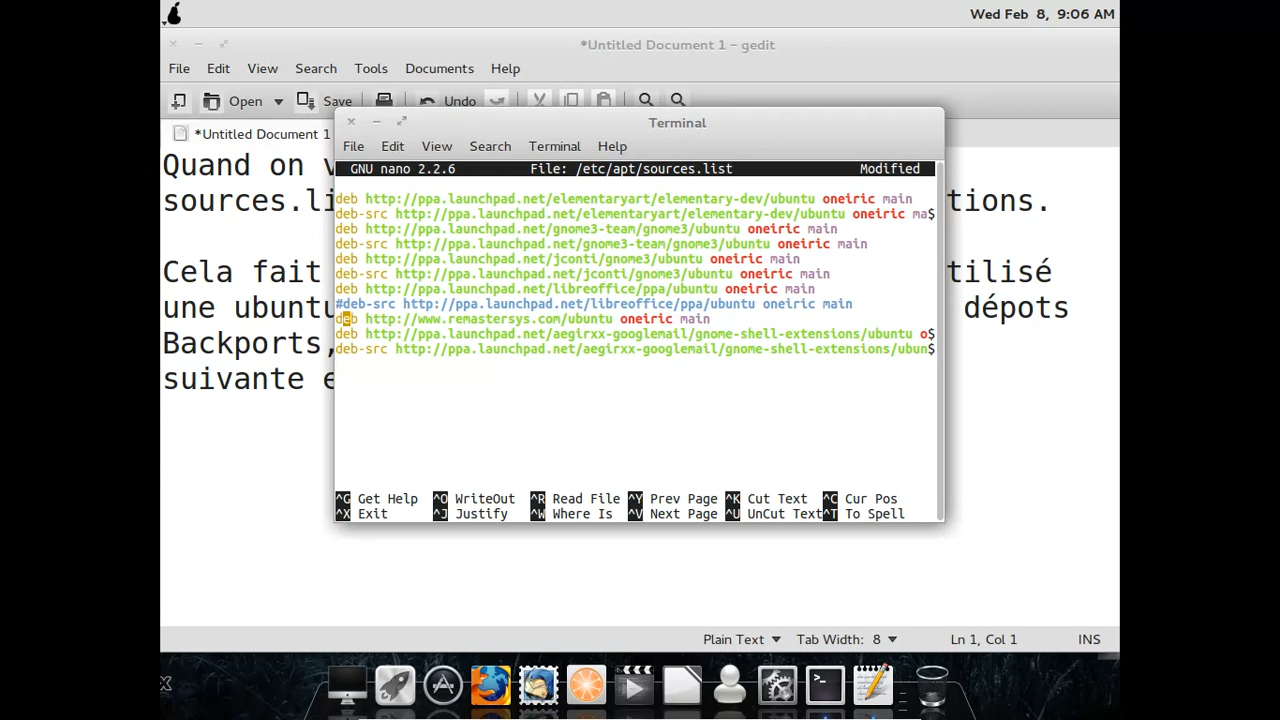 Wed Feb 8, 9:06 AM
*Untitled Document 1 – gedit
File Edit View Search Tools Documents Help
Open Save Undo
*Untitled Document 1
Quand on v
sources.li tions.
Cela fait tilisé
une ubuntu dépots
Backports,
suivante e
Terminal
File Edit View Search Terminal Help
GNU nano 2.2.6 File: /etc/apt/sources.list Modified
deb http://ppa.launchpad.net/elementaryart/elementary-dev/ubuntu oneiric main
deb-src http://ppa.launchpad.net/elementaryart/elementary-dev/ubuntu oneiric ma$
deb http://ppa.launchpad.net/gnome3-team/gnome3/ubuntu oneiric main
deb-src http://ppa.launchpad.net/gnome3-team/gnome3/ubuntu oneiric main
deb http://ppa.launchpad.net/jconti/gnome3/ubuntu oneiric main
deb-src http://ppa.launchpad.net/jconti/gnome3/ubuntu oneiric main
deb http://ppa.launchpad.net/libreoffice/ppa/ubuntu oneiric main
#deb-src http://ppa.launchpad.net/libreoffice/ppa/ubuntu oneiric main
deb http://www.remastersys.com/ubuntu oneiric main
deb http://ppa.launchpad.net/aegirxx-googlemail/gnome-shell-extensions/ubuntu o$
deb-src http://ppa.launchpad.net/aegirxx-googlemail/gnome-shell-extensions/ubun$
^G Get Help ^O WriteOut ^R Read File ^Y Prev Page ^K Cut Text ^C Cur Pos
^X Exit ^J Justify ^W Where Is ^V Next Page ^U UnCut Text ^T To Spell
Plain Text Tab Width: 8 Ln 1, Col 1 INS